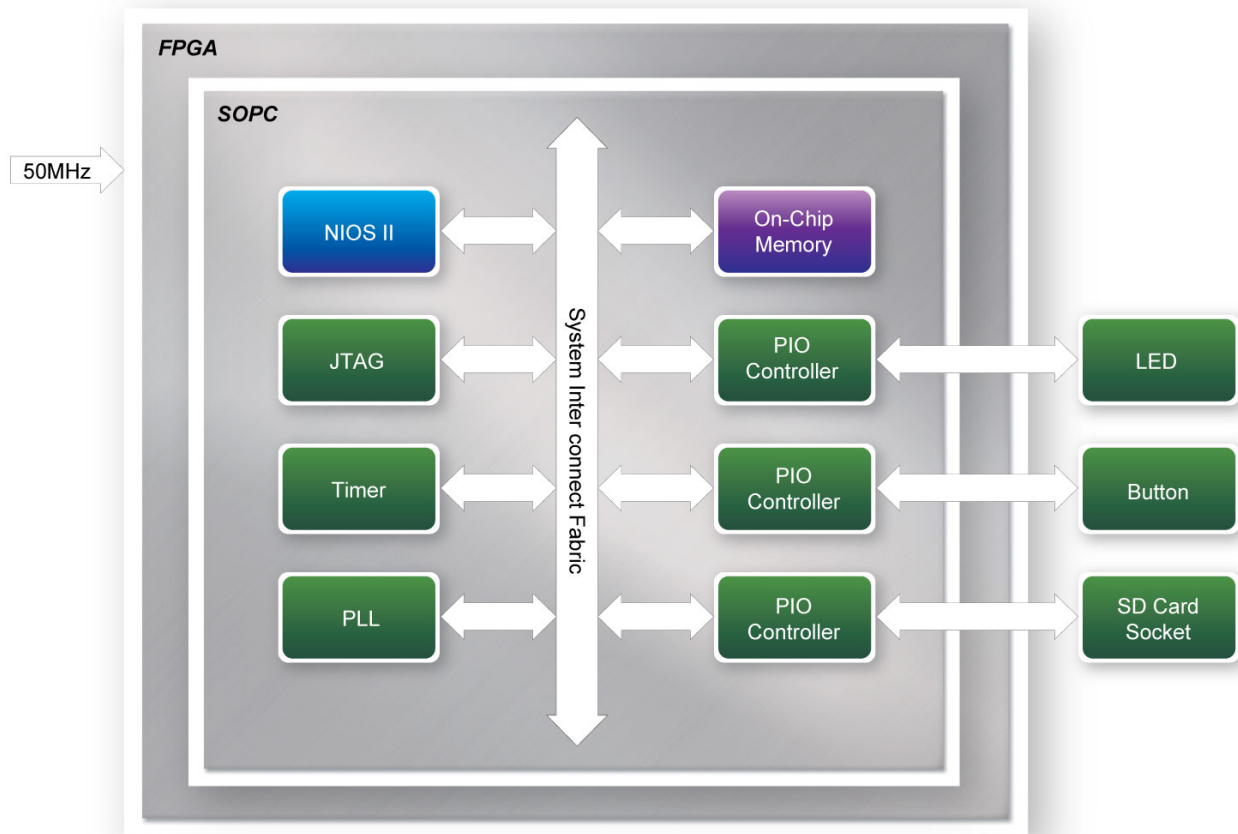 FPGA
SOPC
50MHz
NIOS II
On-Chip
Memory
System Inter connect Fabric
JTAG
PIO
Controller
LED
Timer
PIO
Controller
Button
PLL
PIO
Controller
SD Card
Socket